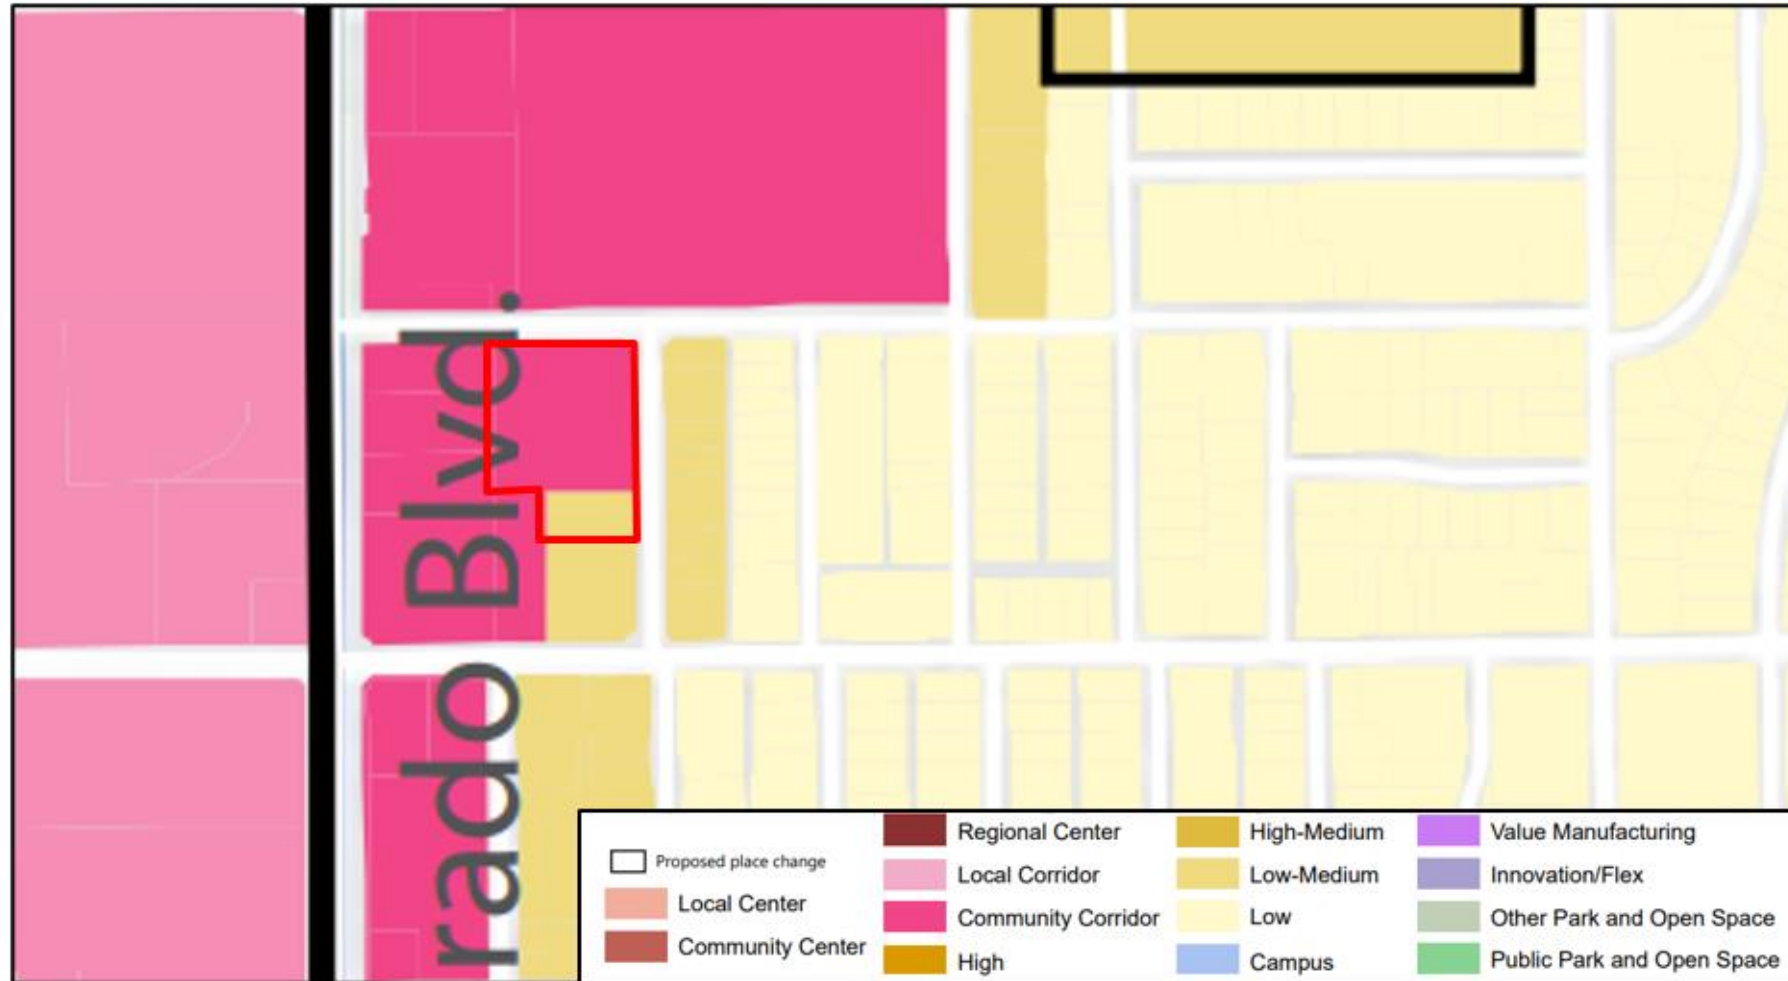 rado Blvd.
Proposed place change
Local Center
Community Center
Regional Center
Local Corridor
Community Corridor
High
High-Medium
Low-Medium
Low
Campus
Value Manufacturing
Innovation/Flex
Other Park and Open Space
Public Park and Open Space